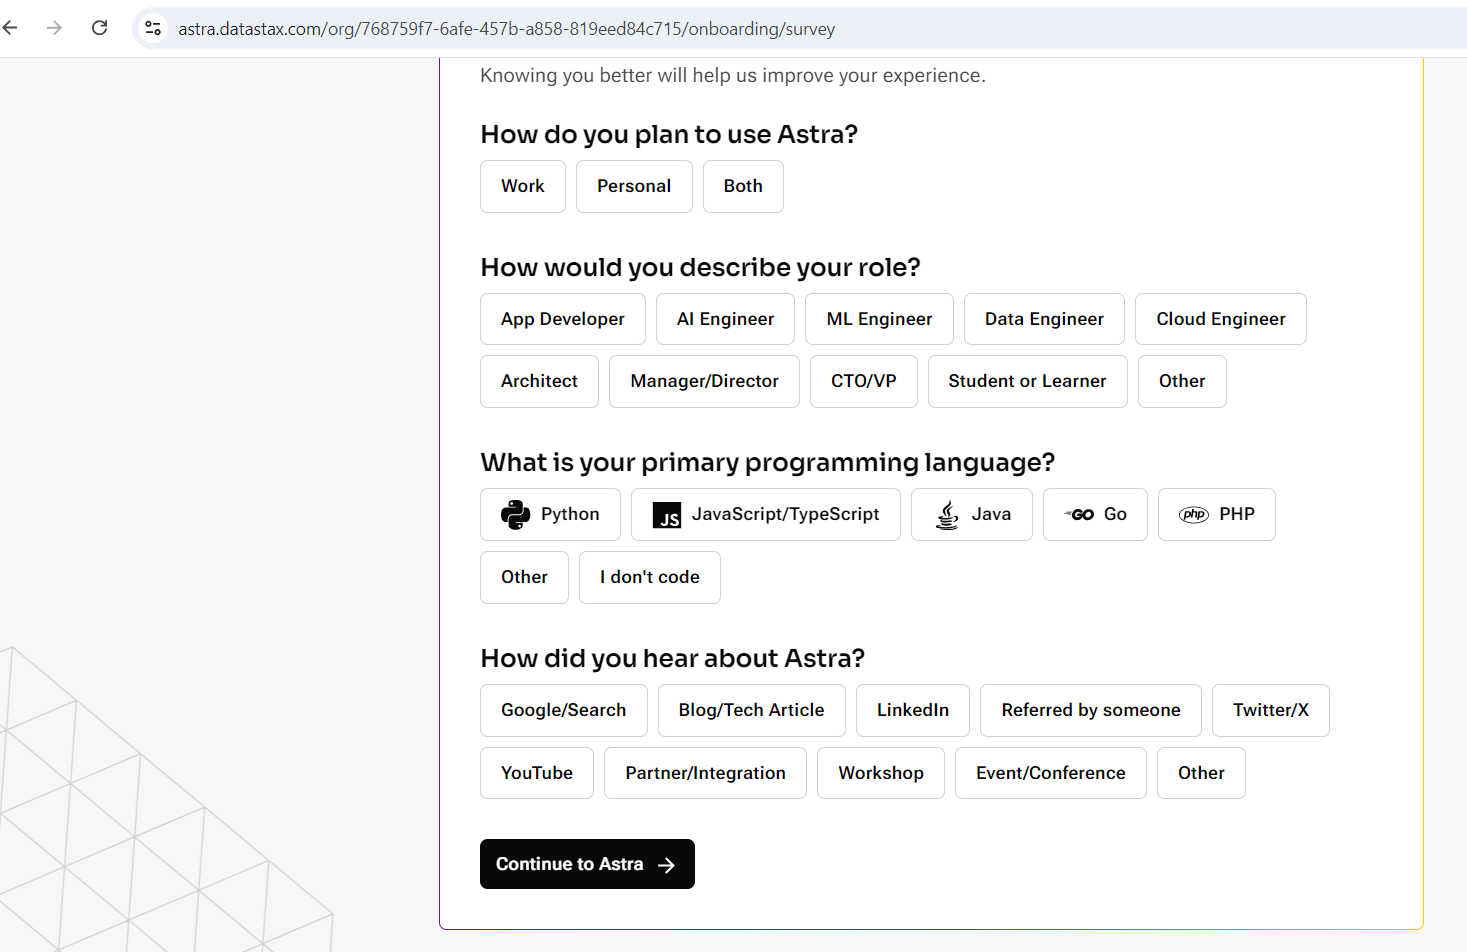 astra.datastax.com/org/768759f7-6afe-457b-a858-819eed84c715/onboarding/survey
Knowing you better will help us improve your experience.
How do you plan to use Astra?
Work Personal Both
How would you describe your role?
App Developer AI Engineer ML Engineer Data Engineer Cloud Engineer
Architect Manager/Director CTO/VP Student or Learner Other
What is your primary programming language?
Python JS JavaScript/TypeScript Java GO Go php PHP
Other I don't code
How did you hear about Astra?
Google/Search Blog/Tech Article LinkedIn Referred by someone Twitter/X
YouTube Partner/Integration Workshop Event/Conference Other
Continue to Astra